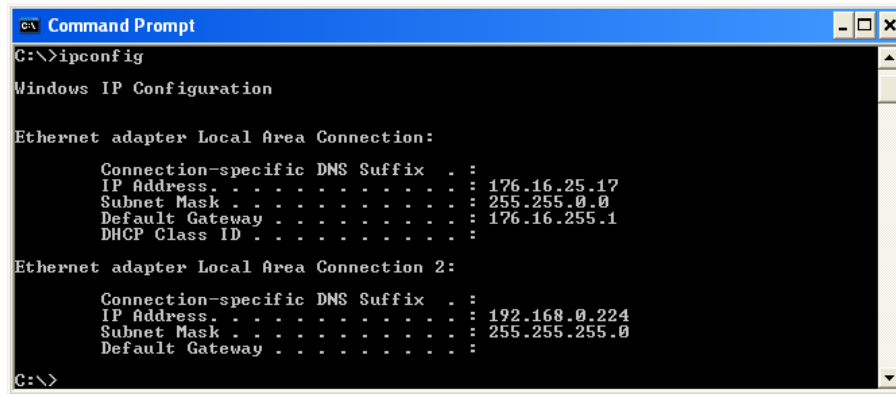 Command Prompt
C:\>ipconfig
Windows IP Configuration
Ethernet adapter Local Area Connection:
Connection-specific DNS Suffix . :
IP Address. . . . . . . . . . . . : 176.16.25.17
Subnet Mask . . . . . . . . . . . : 255.255.0.0
Default Gateway . . . . . . . . . : 176.16.255.1
DHCP Class ID . . . . . . . . . . :
Ethernet adapter Local Area Connection 2:
Connection-specific DNS Suffix . :
IP Address. . . . . . . . . . . . : 192.168.0.224
Subnet Mask . . . . . . . . . . . : 255.255.255.0
Default Gateway . . . . . . . . . :
C:\>